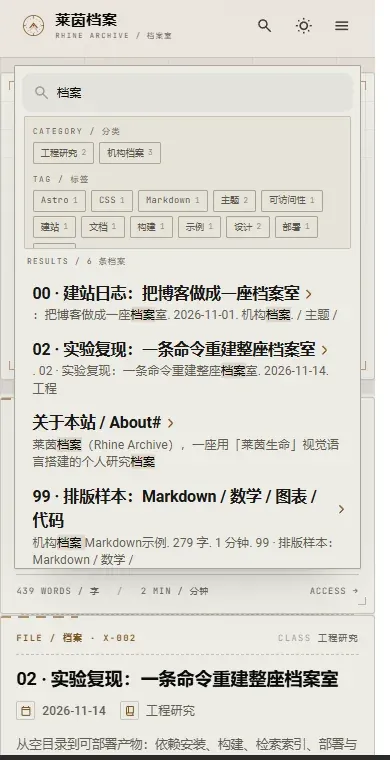 莱茵档案
RHINE ARCHIVE / 档案室
档案
CATEGORY / 分类
工程研究 2 机构档案 3
TAG / 标签
Astro 1 CSS 1 Markdown 1 主题 2 可访问性 1
建站 1 文档 1 构建 1 示例 1 设计 2 部署 1
RESULTS / 6 条档案
00 · 建站日志：把博客做成一座档案室
：把博客做成一座档案室. 2026-11-01. 机构档案. / 主题 /
02 · 实验复现：一条命令重建整座档案室
. 02 · 实验复现：一条命令重建整座档案室. 2026-11-14.
工程
关于本站 / About#
莱茵档案（Rhine Archive），一座用「莱茵生命」视觉语
言搭建的个人研究档案
99 · 排版样本：Markdown / 数学 / 图表 /
代码
机构档案 Markdown示例. 279 字. 1 分钟. 99 · 排版样本：
Markdown / 数学 /
439 WORDS / 字 / 2 MIN / 分钟 ACCESS →
FILE / 档案 · X-002 CLASS 工程研究
02 · 实验复现：一条命令重建整座档案室
2026-11-14 工程研究
从空目录到可部署产物：依赖安装、构建、检索索引、部署与